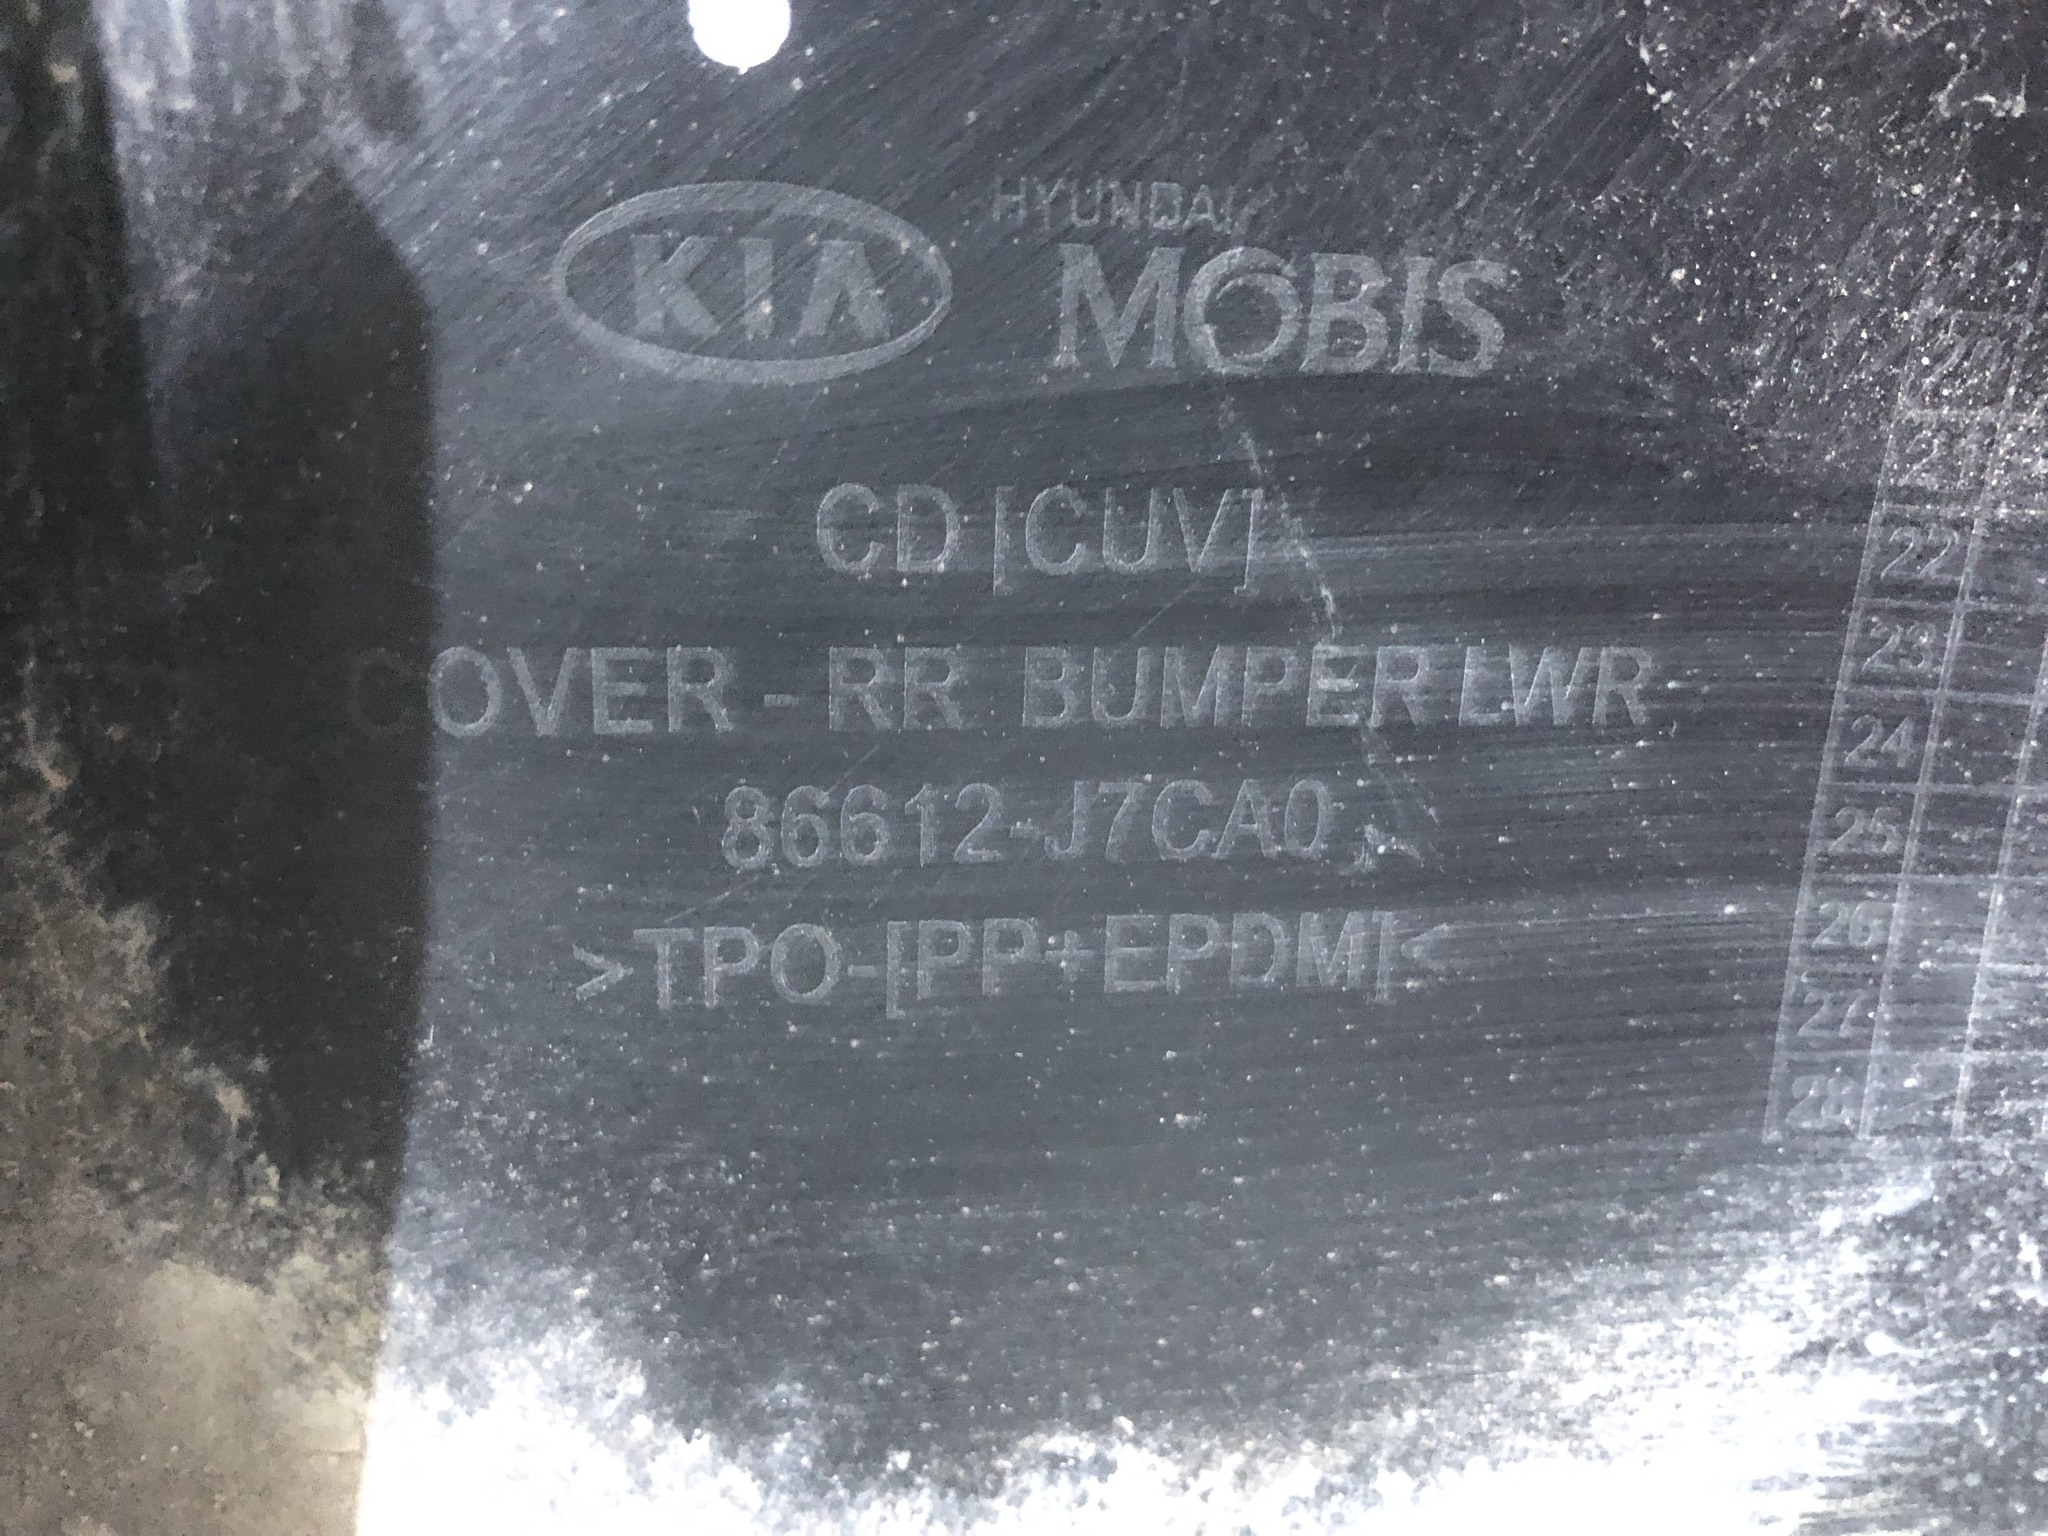 KIA
HYUNDAI
MOBIS
CD [CUV]
COVER - RR BUMPER LWR
86612-J7CA0
>TPO-[PP+EPDM]<
21
22
23
24
25
26
27
28